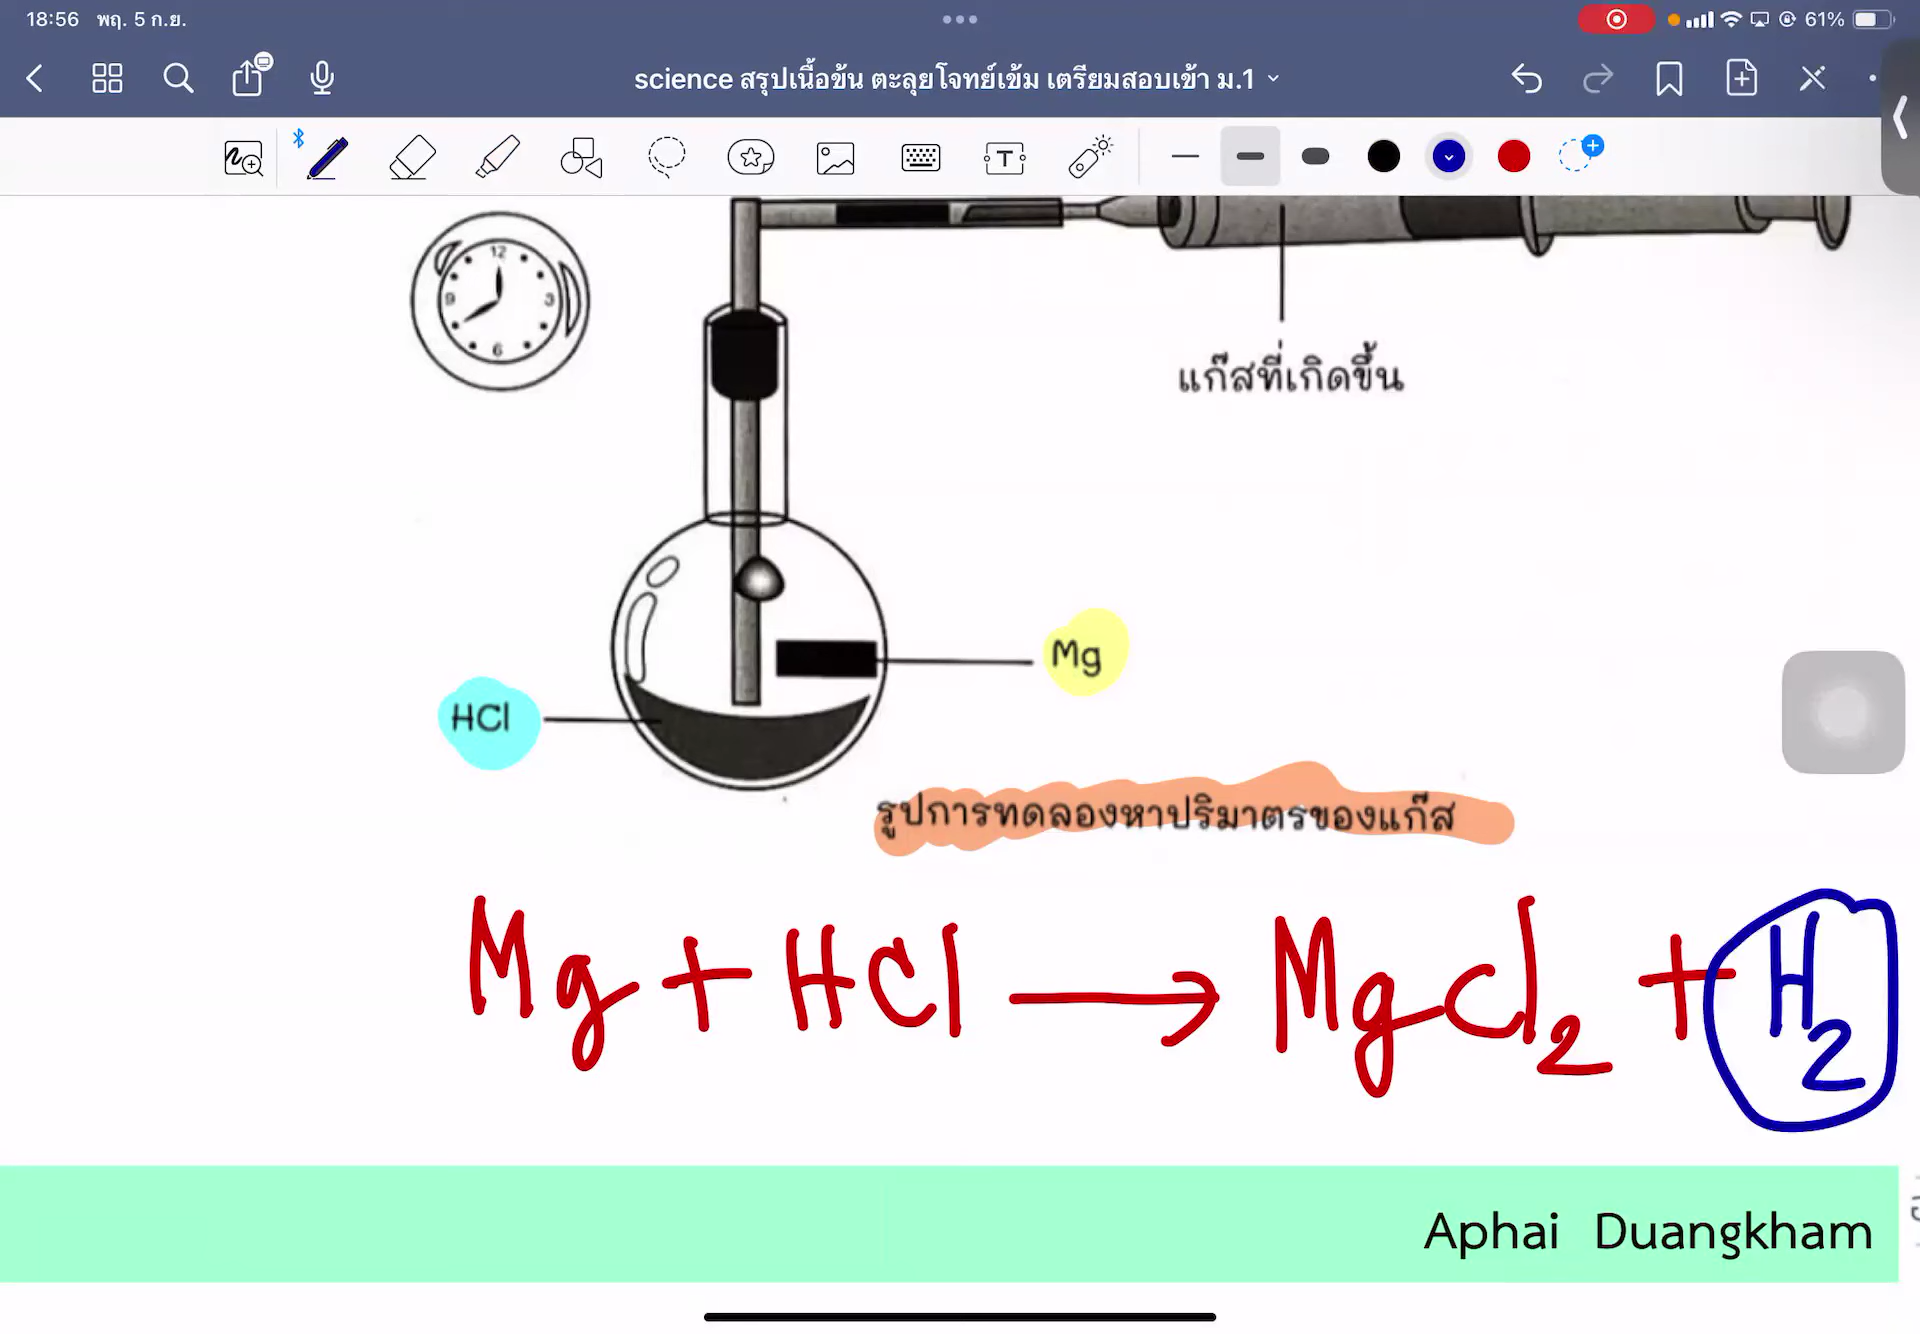 18:56 พฤ. 5 ก.ย.
61%
science สรุปเนื้อข้น ตะลุยโจทย์เข้ม เตรียมสอบเข้า ม.1
T
12
9 3
6
แก๊สที่เกิดขึ้น
Mg
HCl
รูปการทดลองหาปริมาตรของแก๊ส
Mg + HCl → MgCl₂ + H₂
Aphai Duangkham